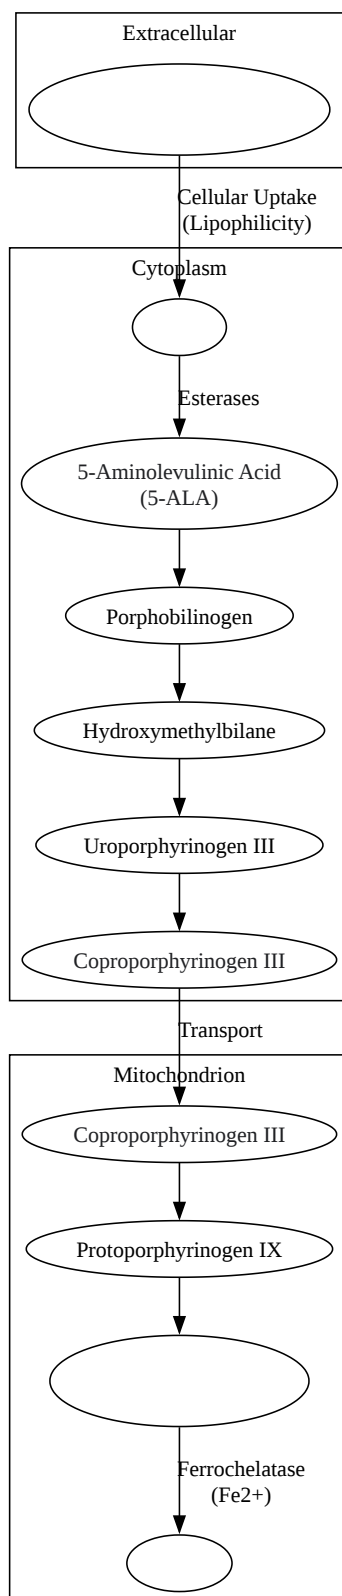 Extracellular
Cellular Uptake
(Lipophilicity)
Cytoplasm
Esterases
5-Aminolevulinic Acid
(5-ALA)
Porphobilinogen
Hydroxymethylbilane
Uroporphyrinogen III
Coproporphyrinogen III
Transport
Mitochondrion
Coproporphyrinogen III
Protoporphyrinogen IX
Ferrochelatase
(Fe2+)